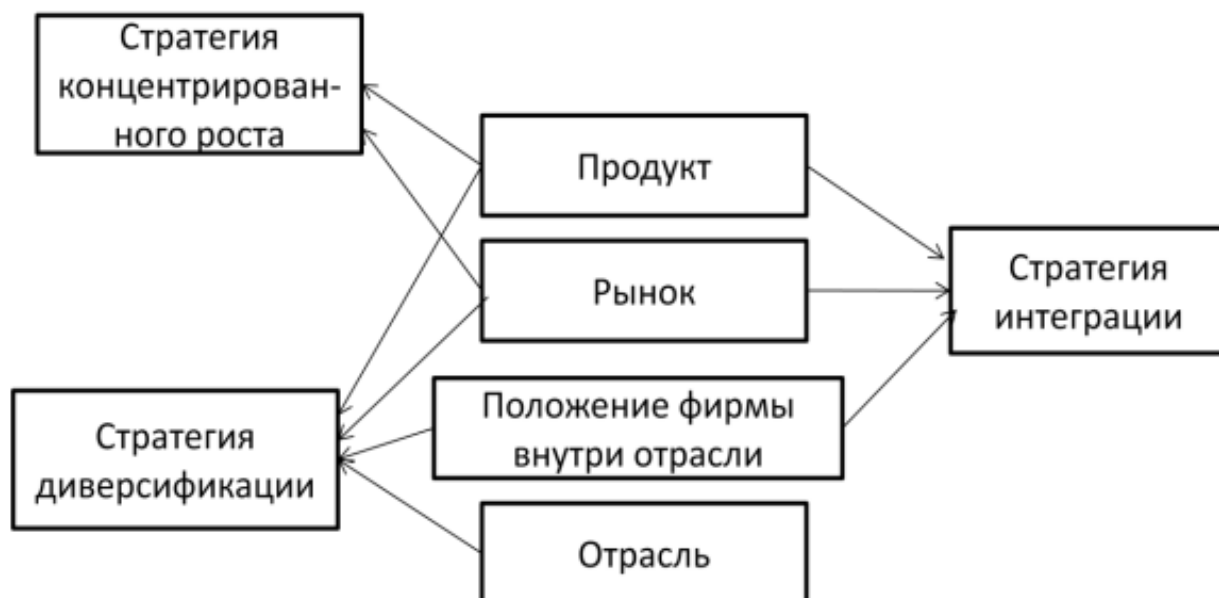 Стратегия
концентрирован-
ного роста
Продукт
Рынок
Стратегия
интеграции
Положение фирмы
внутри отрасли
Стратегия
диверсификации
Отрасль